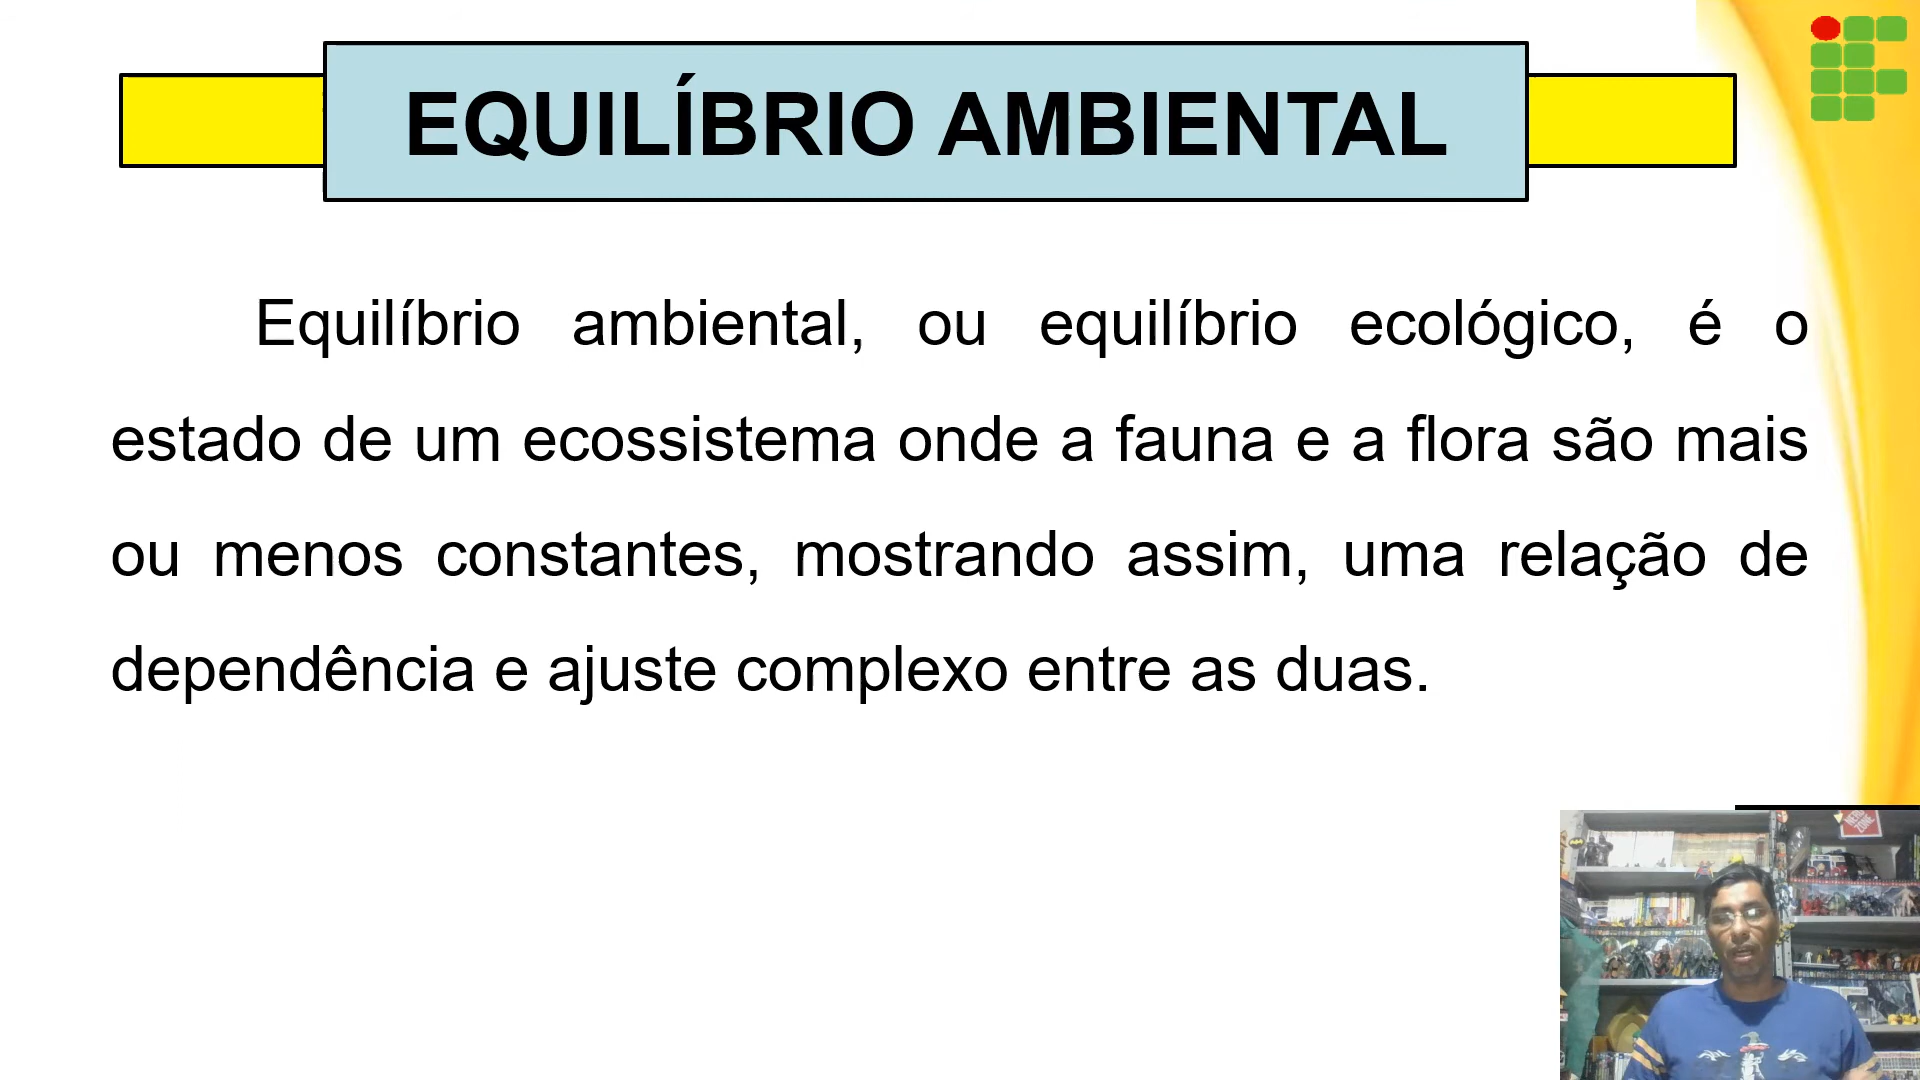 EQUILÍBRIO AMBIENTAL
Equilíbrio ambiental, ou equilíbrio ecológico, é o
estado de um ecossistema onde a fauna e a flora são mais
ou menos constantes, mostrando assim, uma relação de
dependência e ajuste complexo entre as duas.